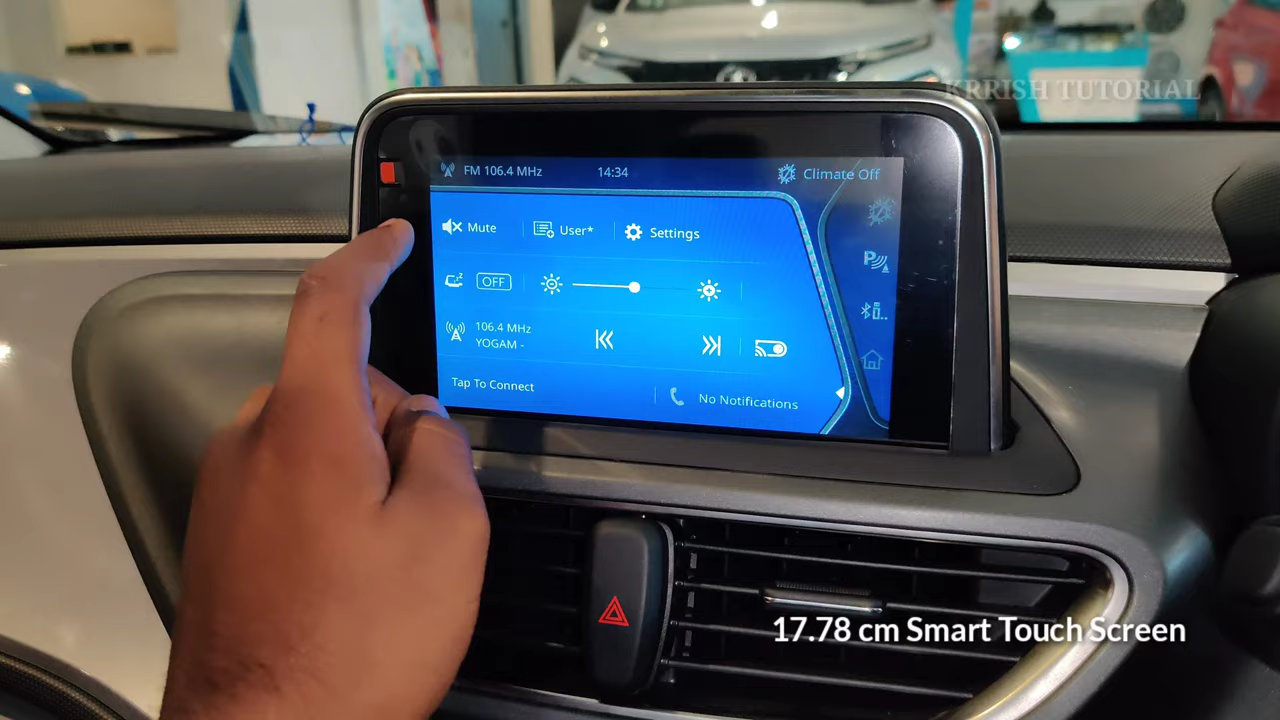 KRRISH TUTORIAL
FM 106.4 MHz 14:34 Climate Off
Mute User* Settings
OFF
106.4 MHz
YOGAM -
Tap To Connect No Notifications
P
17.78 cm Smart Touch Screen